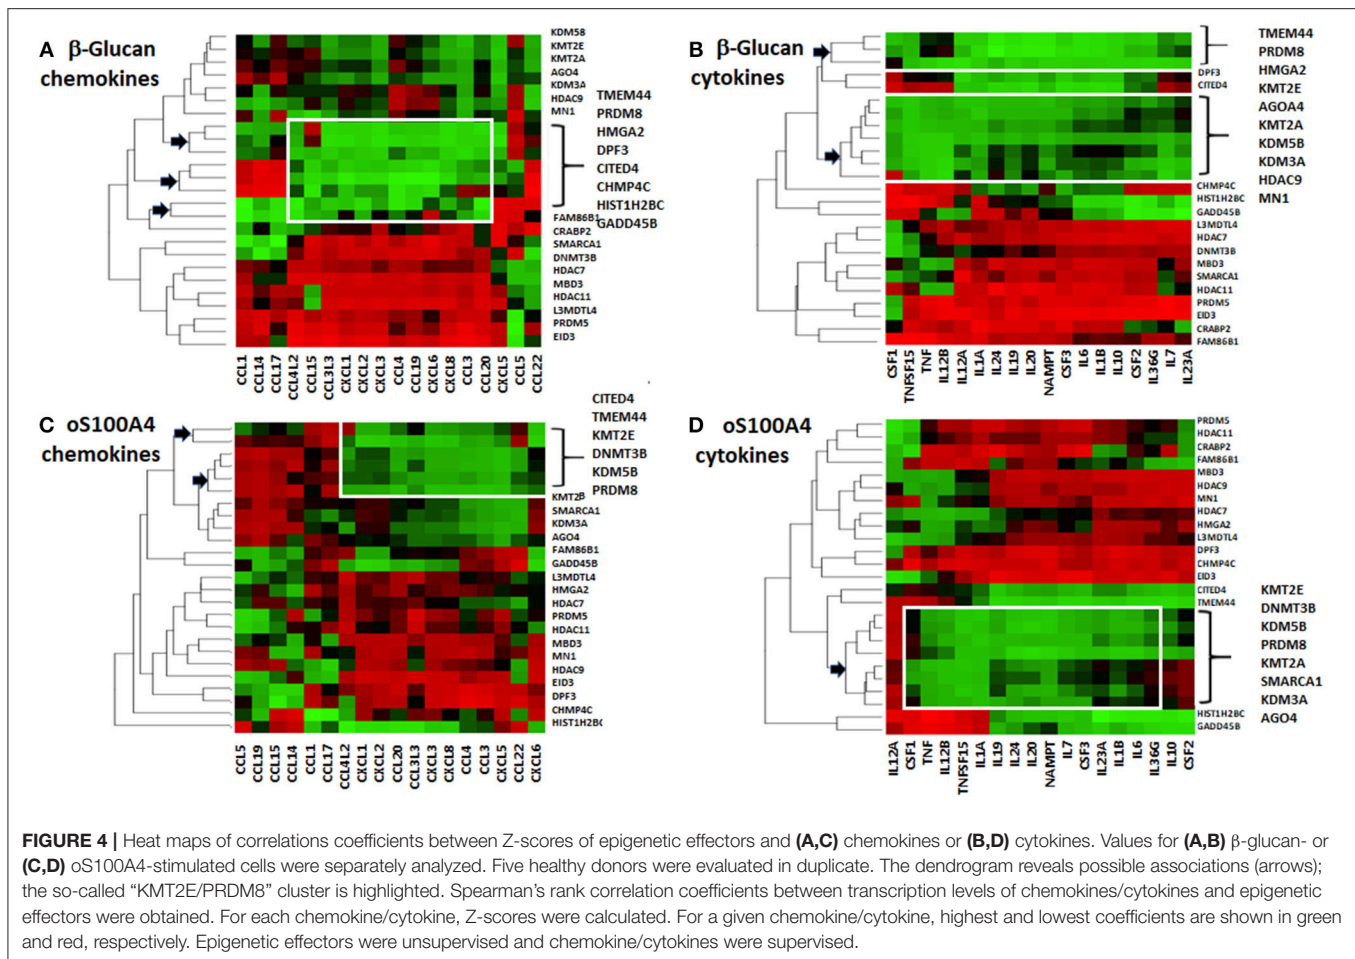 A
β-Glucan
chemokines
KDM5B
KMT2E
KMT2A
AGO4
KDM3A
HDAC9
MN1
TMEM44
PRDM8
HMGA2
DPF3
CITED4
CHMP4C
HIST1H2BC
GADD45B
FAM86B1
CRABP2
SMARCA1
DNMT3B
HDAC7
MBD3
HDAC11
L3MDTL4
PRDM5
EID3
CCL1
CCL14
CCL17
CCL4L2
CCL15
CCL3L3
CXCL1
CXCL2
CXCL3
CCL4
CCL19
CXCL6
CXCL8
CCL3
CCL20
CXCL5
CCL5
CCL22
B
β-Glucan
cytokines
TMEM44
PRDM8
HMGA2
KMT2E
AGOA4
KMT2A
KDM5B
KDM3A
HDAC9
MN1
DPF3
CITED4
CHMP4C
HIST1H2BC
GADD45B
L3MDTL4
HDAC7
DNMT3B
MBD3
SMARCA1
HDAC11
PRDM5
EID3
CRABP2
FAM86B1
CSF1
TNFSF15
TNF
IL12B
IL12A
IL1A
IL24
IL19
IL20
NAMPT
CSF3
IL6
IL1B
IL10
CSF2
IL36G
IL7
IL23A
C
oS100A4
chemokines
CITED4
TMEM44
KMT2E
DNMT3B
KDM5B
PRDM8
SMARCA1
KDM3A
AGO4
FAM86B1
GADD45B
L3MDTL4
HMGA2
HDAC7
PRDM5
HDAC11
MBD3
MN1
HDAC9
EID3
DPF3
CHMP4C
HIST1H2BC
CCL5
CCL19
CCL15
CCL14
CCL1
CCL17
CCL4L2
CXCL1
CXCL2
CCL20
CCL3L3
CXCL3
CXCL8
CCL4
CCL3
CXCL5
CCL22
CXCL6
D
oS100A4
cytokines
PRDM5
HDAC11
CRABP2
FAM86B1
MBD3
HDAC9
MN1
HDAC7
HMGA2
L3MDTL4
DPF3
CHMP4C
EID3
CITED4
TMEM44
KMT2E
DNMT3B
KDM5B
PRDM8
KMT2A
SMARCA1
KDM3A
AGO4
HIST1H2BC
GADD45B
IL12A
CSF1
TNF
IL12B
TNFSF15
IL1A
IL19
IL24
IL20
NAMPT
IL7
CSF3
IL23A
IL1B
IL6
IL36G
IL10
CSF2
FIGURE 4 | Heat maps of correlations coefficients between Z-scores of epigenetic effectors and (A,C) chemokines or (B,D) cytokines. Values for (A,B) β-glucan- or
(C,D) oS100A4-stimulated cells were separately analyzed. Five healthy donors were evaluated in duplicate. The dendrogram reveals possible associations (arrows);
the so-called “KMT2E/PRDM8” cluster is highlighted. Spearman’s rank correlation coefficients between transcription levels of chemokines/cytokines and epigenetic
effectors were obtained. For each chemokine/cytokine, Z-scores were calculated. For a given chemokine/cytokine, highest and lowest coefficients are shown in green
and red, respectively. Epigenetic effectors were unsupervised and chemokine/cytokines were supervised.